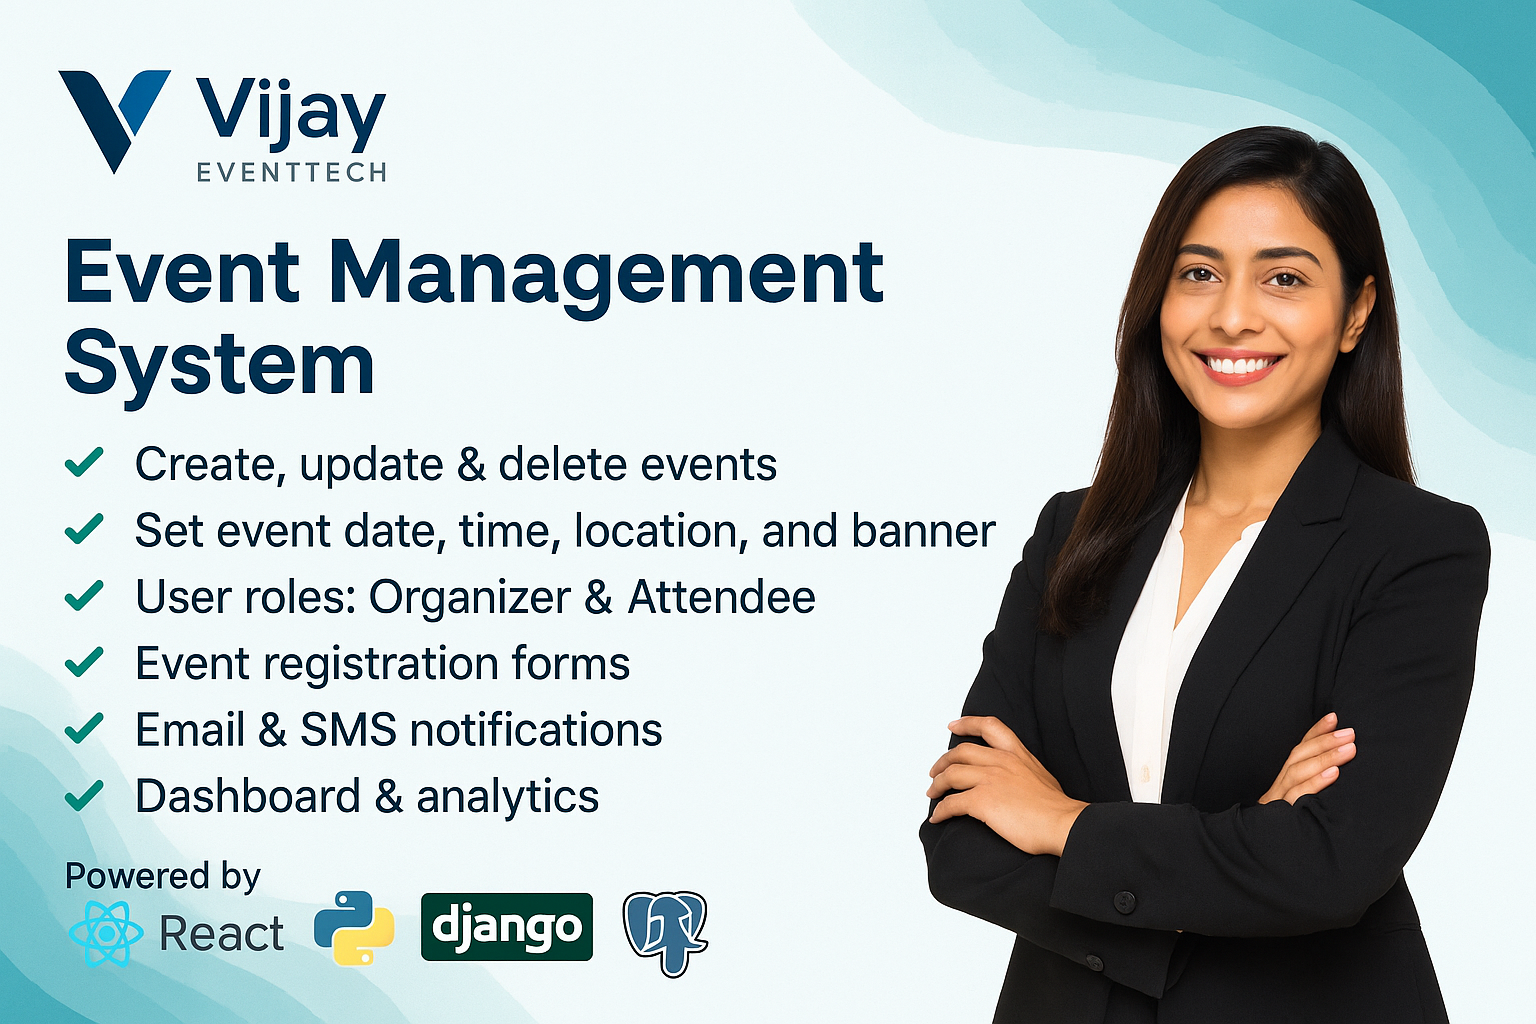 Vijay
EVENTTECH
Event Management
System
Create, update & delete events
Set event date, time, location, and banner
User roles: Organizer & Attendee
Event registration forms
Email & SMS notifications
Dashboard & analytics
Powered by
React
django